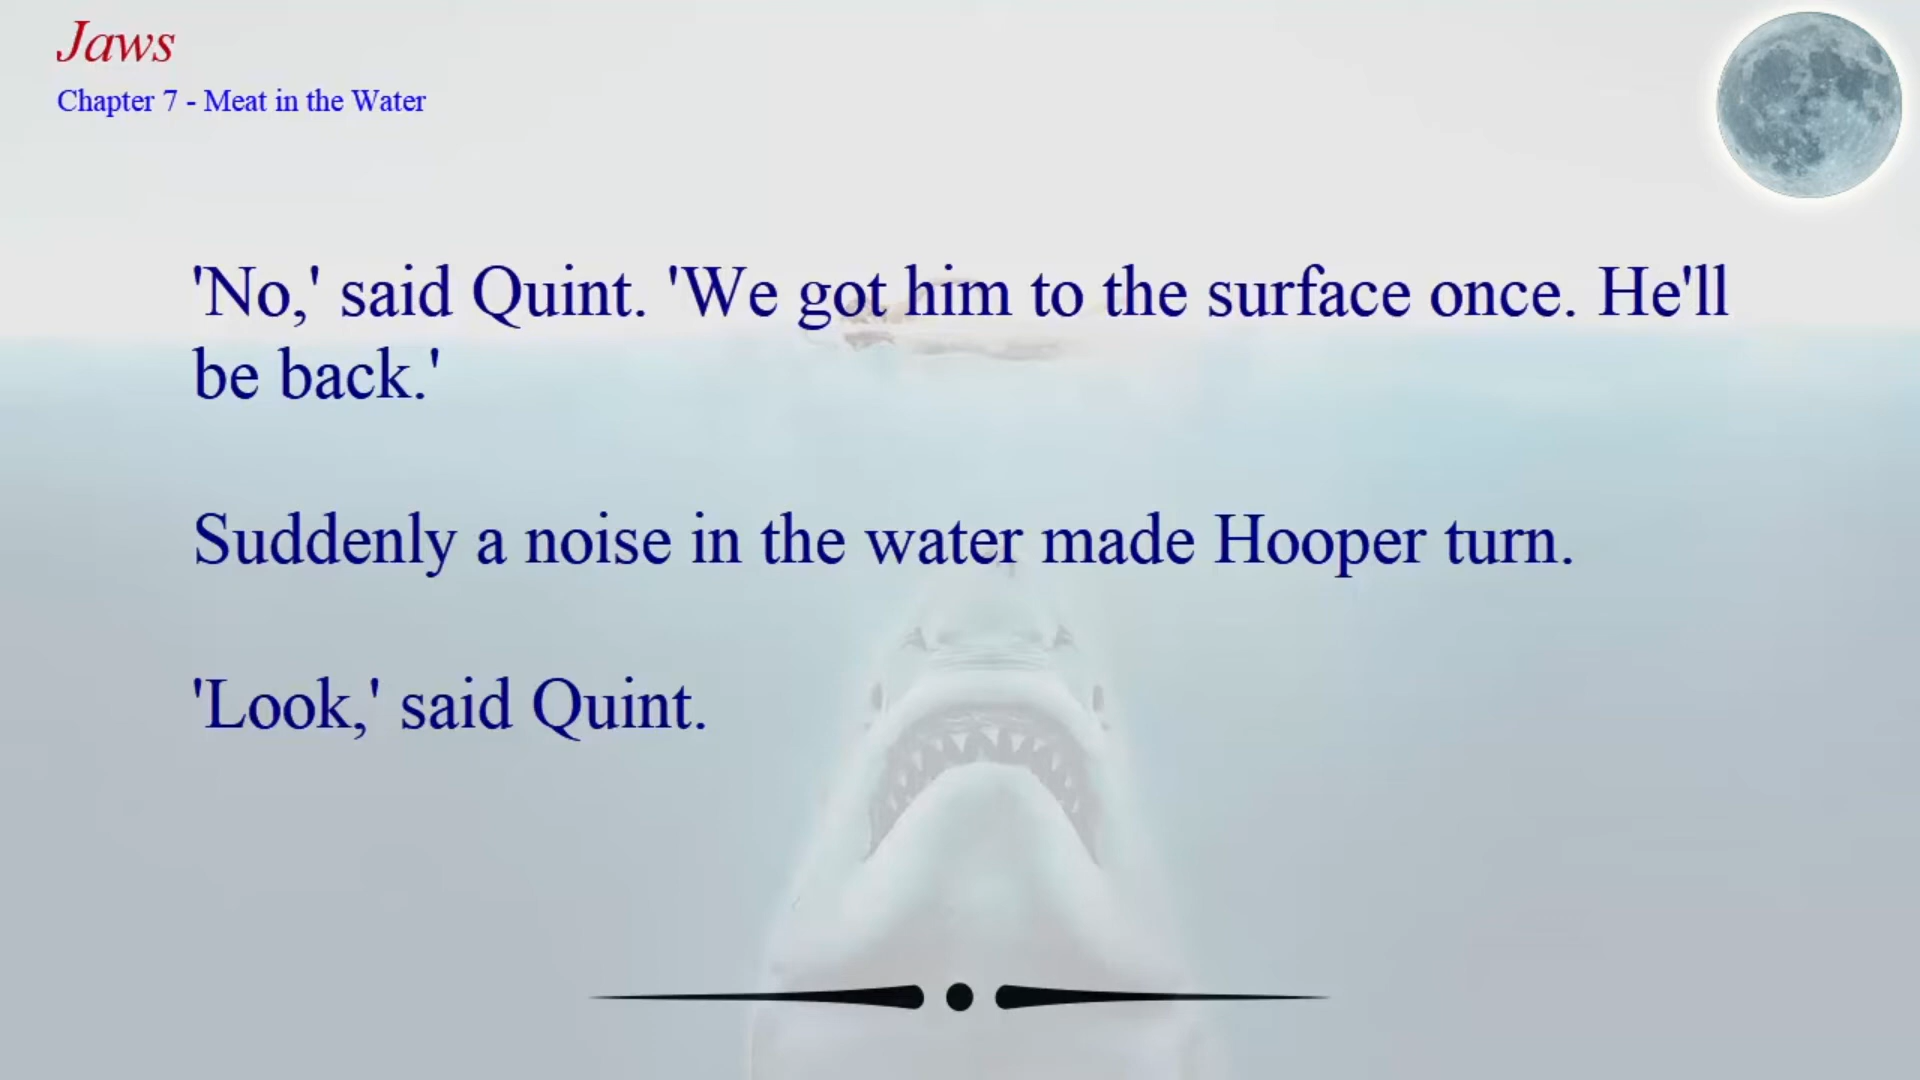 Jaws
Chapter 7 - Meat in the Water
'No,' said Quint. 'We got him to the surface once. He'll
be back.'
Suddenly a noise in the water made Hooper turn.
'Look,' said Quint.